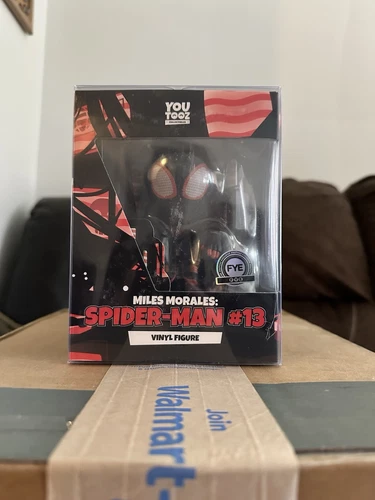 YOU
TOOZ
FYE
MILES MORALES:
SPIDER-MAN #13
VINYL FIGURE
Join
Walmart